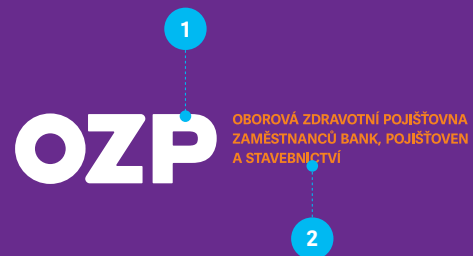 1
OZP
OBOROVÁ ZDRAVOTNÍ POJIŠŤOVNA
ZAMĚSTNANCŮ BANK, POJIŠŤOVEN
A STAVEBNICTVÍ
2